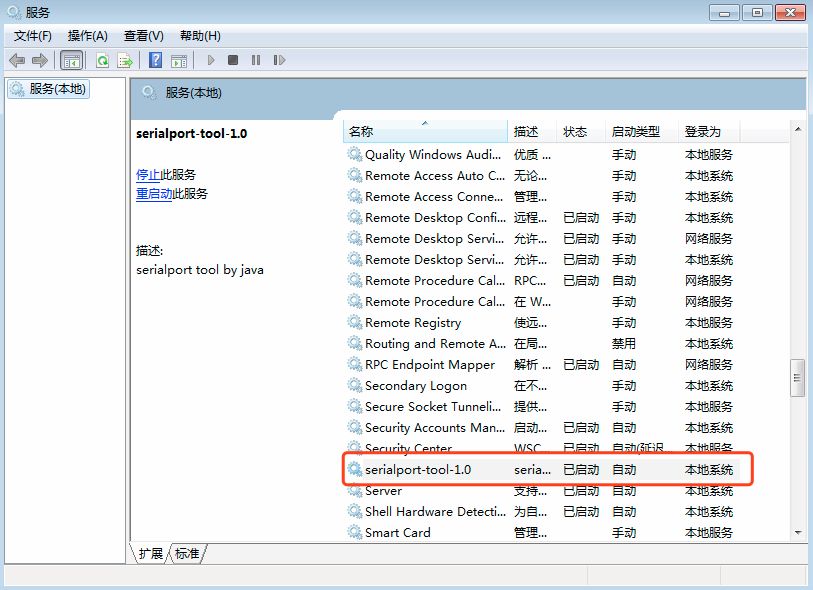 服务
文件(F) 操作(A) 查看(V) 帮助(H)
服务(本地)
服务(本地)
serialport-tool-1.0
停止此服务
重启动此服务
描述:
serialport tool by java
名称 描述 状态 启动类型 登录为
Quality Windows Audi... 优质 ... 手动 本地服务
Remote Access Auto C... 无论... 手动 本地系统
Remote Access Conne... 管理... 手动 本地系统
Remote Desktop Confi... 远程... 已启动 手动 本地系统
Remote Desktop Servi... 允许... 已启动 手动 网络服务
Remote Desktop Servi... 允许... 已启动 手动 本地系统
Remote Procedure Cal... RPC... 已启动 自动 网络服务
Remote Procedure Cal... 在 W... 手动 网络服务
Remote Registry 使远... 手动 本地服务
Routing and Remote A... 在局... 禁用 本地系统
RPC Endpoint Mapper 解析 ... 已启动 自动 网络服务
Secondary Logon 在不... 手动 本地系统
Secure Socket Tunneli... 提供... 手动 本地服务
Security Accounts Man... 启动... 已启动 自动 本地系统
Security Center WSC... 已启动 自动(延迟... 本地服务
serialport-tool-1.0 seria... 已启动 自动 本地系统
Server 支持... 已启动 自动 本地系统
Shell Hardware Detecti... 为自... 已启动 自动 本地系统
Smart Card 管理... 手动 本地服务
扩展 标准